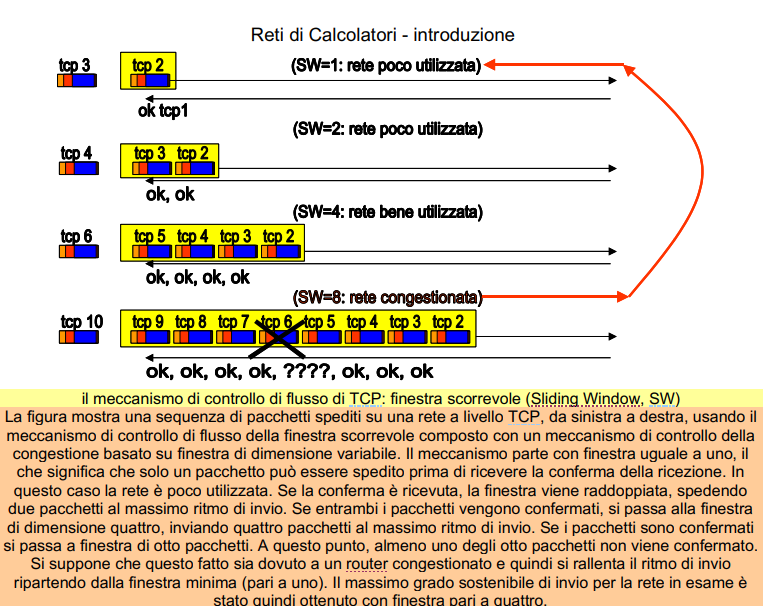 Reti di Calcolatori - introduzione
tcp 3 tcp 2 (SW=1: rete poco utilizzata)
ok tcp1
(SW=2: rete poco utilizzata)
tcp 4 tcp 3 tcp 2
ok, ok
(SW=4: rete bene utilizzata)
tcp 6 tcp 5 tcp 4 tcp 3 tcp 2
ok, ok, ok, ok
(SW=8: rete congestionata)
tcp 10 tcp 9 tcp 8 tcp 7 tcp 6 tcp 5 tcp 4 tcp 3 tcp 2
ok, ok, ok, ok, ????, ok, ok, ok
il meccanismo di controllo di flusso di TCP: finestra scorrevole (Sliding Window, SW)
La figura mostra una sequenza di pacchetti spediti su una rete a livello TCP, da sinistra a destra, usando il
meccanismo di controllo di flusso della finestra scorrevole composto con un meccanismo di controllo della
congestione basato su finestra di dimensione variabile. Il meccanismo parte con finestra uguale a uno, il
che significa che solo un pacchetto può essere spedito prima di ricevere la conferma della ricezione. In
questo caso la rete è poco utilizzata. Se la conferma è ricevuta, la finestra viene raddoppiata, spedendo
due pacchetti al massimo ritmo di invio. Se entrambi i pacchetti vengono confermati, si passa alla finestra
di dimensione quattro, inviando quattro pacchetti al massimo ritmo di invio. Se i pacchetti sono confermati
si passa a finestra di otto pacchetti. A questo punto, almeno uno degli otto pacchetti non viene confermato.
Si suppone che questo fatto sia dovuto a un router congestionato e quindi si rallenta il ritmo di invio
ripartendo dalla finestra minima (pari a uno). Il massimo grado sostenibile di invio per la rete in esame è
stato quindi ottenuto con finestra pari a quattro.